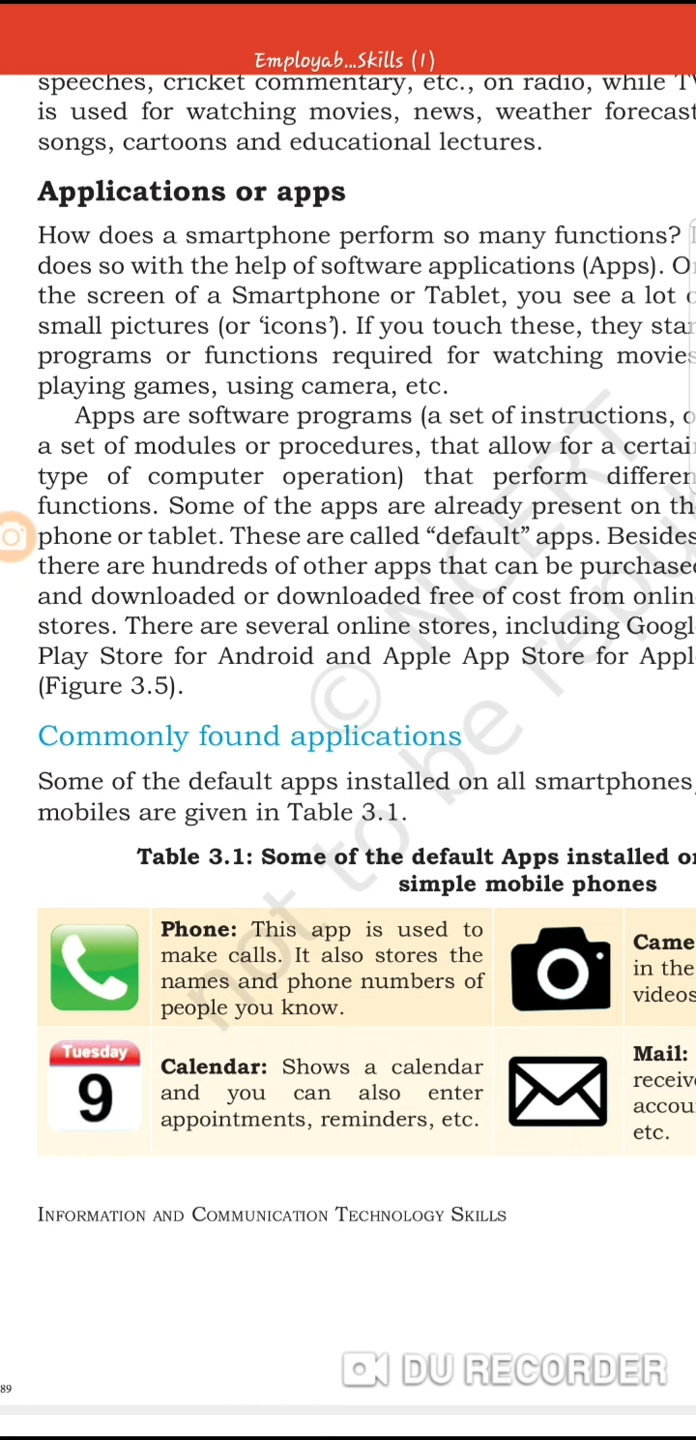 Employab...Skills (1)
speeches, cricket commentary, etc., on radio, while TV
is used for watching movies, news, weather forecast
songs, cartoons and educational lectures.
Applications or apps
How does a smartphone perform so many functions?
does so with the help of software applications (Apps).
the screen of a Smartphone or Tablet, you see a lot
small pictures (or ‘icons’). If you touch these, they
programs or functions required for watching movies
playing games, using camera, etc.
Apps are software programs (a set of instructions,
a set of modules or procedures, that allow for a
type of computer operation) that perform
functions. Some of the apps are already present on
phone or tablet. These are called “default” apps. Besides
there are hundreds of other apps that can be
and downloaded or downloaded free of cost from
stores. There are several online stores, including
Play Store for Android and Apple App Store for
(Figure 3.5).
Commonly found applications
Some of the default apps installed on all smartphones,
mobiles are given in Table 3.1.
Table 3.1: Some of the default Apps installed
simple mobile phones
Phone: This app is used to
make calls. It also stores the
names and phone numbers of
people you know.
in the
videos
Tuesday
9
Calendar: Shows a calendar
and you can also enter
appointments, reminders, etc.
Mail:
etc.
INFORMATION AND COMMUNICATION TECHNOLOGY SKILLS
© NCERT
not to be
DU RECORDER
89